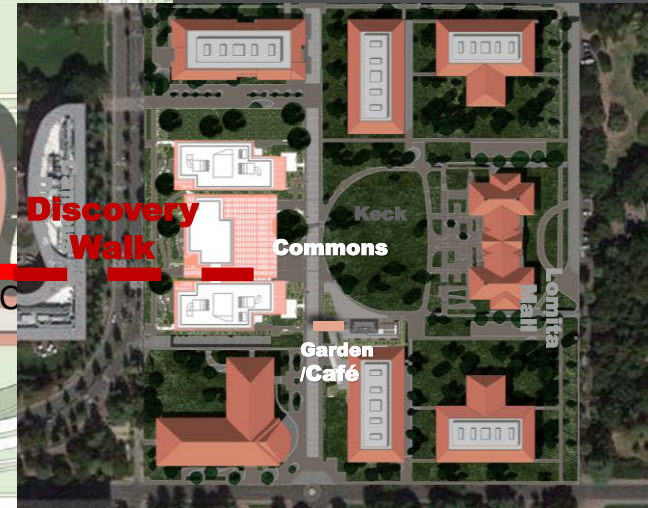 Discovery
Walk
Keck
Commons
Garden
/Café
Lomita
Mall
C